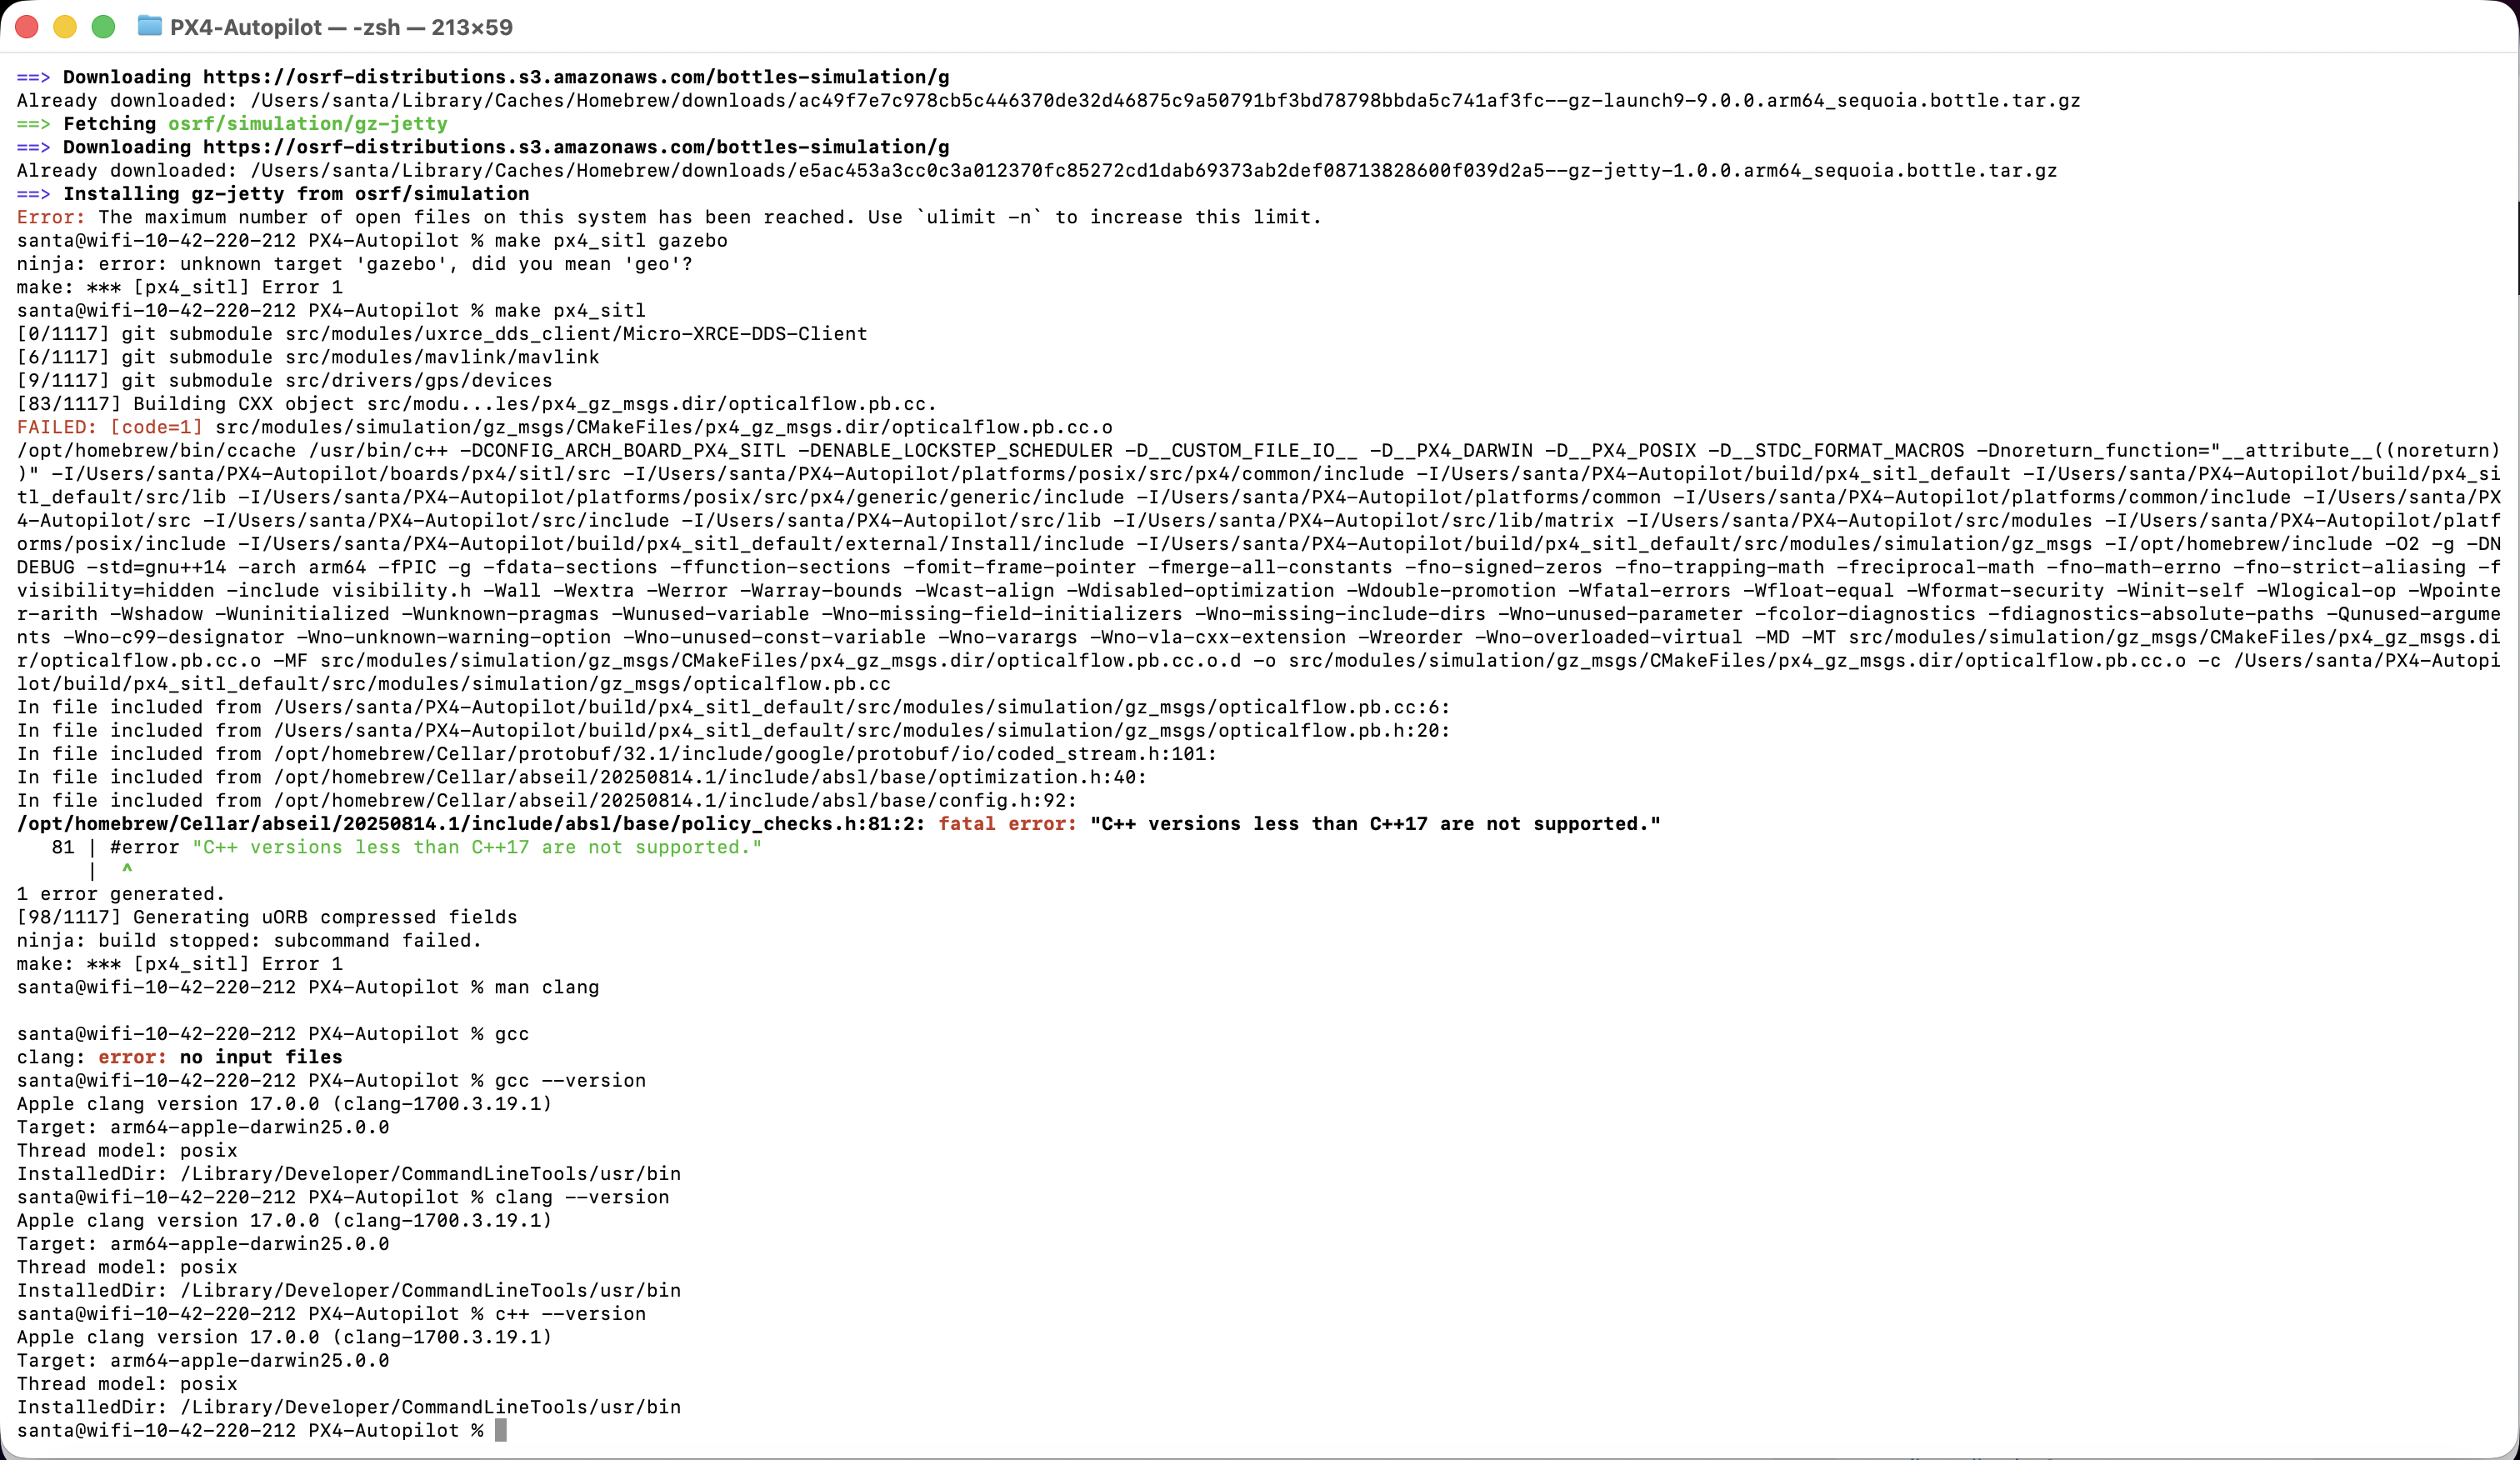 PX4-Autopilot — -zsh — 213×59
==> Downloading https://osrf-distributions.s3.amazonaws.com/bottles-simulation/g
Already downloaded: /Users/santa/Library/Caches/Homebrew/downloads/ac49f7e7c978cb5c446370de32d46875c9a50791bf3bd78798bbda5c741af3fc--gz-launch9-9.0.0.arm64_sequoia.bottle.tar.gz
==> Fetching osrf/simulation/gz-jetty
==> Downloading https://osrf-distributions.s3.amazonaws.com/bottles-simulation/g
Already downloaded: /Users/santa/Library/Caches/Homebrew/downloads/e5ac453a3cc0c3a012370fc85272cd1dab69373ab2def08713828600f039d2a5--gz-jetty-1.0.0.arm64_sequoia.bottle.tar.gz
==> Installing gz-jetty from osrf/simulation
Error: The maximum number of open files on this system has been reached. Use `ulimit -n` to increase this limit.
santa@wifi-10-42-220-212 PX4-Autopilot % make px4_sitl gazebo
ninja: error: unknown target 'gazebo', did you mean 'geo'?
make: *** [px4_sitl] Error 1
santa@wifi-10-42-220-212 PX4-Autopilot % make px4_sitl
[0/1117] git submodule src/modules/uxrce_dds_client/Micro-XRCE-DDS-Client
[6/1117] git submodule src/modules/mavlink/mavlink
[9/1117] git submodule src/drivers/gps/devices
[83/1117] Building CXX object src/modu...les/px4_gz_msgs.dir/opticalflow.pb.cc.
FAILED: [code=1] src/modules/simulation/gz_msgs/CMakeFiles/px4_gz_msgs.dir/opticalflow.pb.cc.o
/opt/homebrew/bin/ccache /usr/bin/c++ -DCONFIG_ARCH_BOARD_PX4_SITL -DENABLE_LOCKSTEP_SCHEDULER -D__CUSTOM_FILE_IO__ -D__PX4_DARWIN -D__PX4_POSIX -D__STDC_FORMAT_MACROS -Dnoreturn_function="__attribute__((noreturn)
)" -I/Users/santa/PX4-Autopilot/boards/px4/sitl/src -I/Users/santa/PX4-Autopilot/platforms/posix/src/px4/common/include -I/Users/santa/PX4-Autopilot/build/px4_sitl_default -I/Users/santa/PX4-Autopilot/build/px4_si
tl_default/src/lib -I/Users/santa/PX4-Autopilot/platforms/posix/src/px4/generic/generic/include -I/Users/santa/PX4-Autopilot/platforms/common -I/Users/santa/PX4-Autopilot/platforms/common/include -I/Users/santa/PX
4-Autopilot/src -I/Users/santa/PX4-Autopilot/src/include -I/Users/santa/PX4-Autopilot/src/lib -I/Users/santa/PX4-Autopilot/src/lib/matrix -I/Users/santa/PX4-Autopilot/src/modules -I/Users/santa/PX4-Autopilot/platf
orms/posix/include -I/Users/santa/PX4-Autopilot/build/px4_sitl_default/external/Install/include -I/Users/santa/PX4-Autopilot/build/px4_sitl_default/src/modules/simulation/gz_msgs -I/opt/homebrew/include -O2 -g -DN
DEBUG -std=gnu++14 -arch arm64 -fPIC -g -fdata-sections -ffunction-sections -fomit-frame-pointer -fmerge-all-constants -fno-signed-zeros -fno-trapping-math -freciprocal-math -fno-math-errno -fno-strict-aliasing -f
visibility=hidden -include visibility.h -Wall -Wextra -Werror -Warray-bounds -Wcast-align -Wdisabled-optimization -Wdouble-promotion -Wfatal-errors -Wfloat-equal -Wformat-security -Winit-self -Wlogical-op -Wpointe
r-arith -Wshadow -Wuninitialized -Wunknown-pragmas -Wunused-variable -Wno-missing-field-initializers -Wno-missing-include-dirs -Wno-unused-parameter -fcolor-diagnostics -fdiagnostics-absolute-paths -Qunused-argume
nts -Wno-c99-designator -Wno-unknown-warning-option -Wno-unused-const-variable -Wno-varargs -Wno-vla-cxx-extension -Wreorder -Wno-overloaded-virtual -MD -MT src/modules/simulation/gz_msgs/CMakeFiles/px4_gz_msgs.di
r/opticalflow.pb.cc.o -MF src/modules/simulation/gz_msgs/CMakeFiles/px4_gz_msgs.dir/opticalflow.pb.cc.o.d -o src/modules/simulation/gz_msgs/CMakeFiles/px4_gz_msgs.dir/opticalflow.pb.cc.o -c /Users/santa/PX4-Autopi
lot/build/px4_sitl_default/src/modules/simulation/gz_msgs/opticalflow.pb.cc
In file included from /Users/santa/PX4-Autopilot/build/px4_sitl_default/src/modules/simulation/gz_msgs/opticalflow.pb.cc:6:
In file included from /Users/santa/PX4-Autopilot/build/px4_sitl_default/src/modules/simulation/gz_msgs/opticalflow.pb.h:20:
In file included from /opt/homebrew/Cellar/protobuf/32.1/include/google/protobuf/io/coded_stream.h:101:
In file included from /opt/homebrew/Cellar/abseil/20250814.1/include/absl/base/optimization.h:40:
In file included from /opt/homebrew/Cellar/abseil/20250814.1/include/absl/base/config.h:92:
/opt/homebrew/Cellar/abseil/20250814.1/include/absl/base/policy_checks.h:81:2: fatal error: "C++ versions less than C++17 are not supported."
   81 | #error "C++ versions less than C++17 are not supported."
      |  ^
1 error generated.
[98/1117] Generating uORB compressed fields
ninja: build stopped: subcommand failed.
make: *** [px4_sitl] Error 1
santa@wifi-10-42-220-212 PX4-Autopilot % man clang
santa@wifi-10-42-220-212 PX4-Autopilot % gcc
clang: error: no input files
santa@wifi-10-42-220-212 PX4-Autopilot % gcc --version
Apple clang version 17.0.0 (clang-1700.3.19.1)
Target: arm64-apple-darwin25.0.0
Thread model: posix
InstalledDir: /Library/Developer/CommandLineTools/usr/bin
santa@wifi-10-42-220-212 PX4-Autopilot % clang --version
Apple clang version 17.0.0 (clang-1700.3.19.1)
Target: arm64-apple-darwin25.0.0
Thread model: posix
InstalledDir: /Library/Developer/CommandLineTools/usr/bin
santa@wifi-10-42-220-212 PX4-Autopilot % c++ --version
Apple clang version 17.0.0 (clang-1700.3.19.1)
Target: arm64-apple-darwin25.0.0
Thread model: posix
InstalledDir: /Library/Developer/CommandLineTools/usr/bin
santa@wifi-10-42-220-212 PX4-Autopilot %